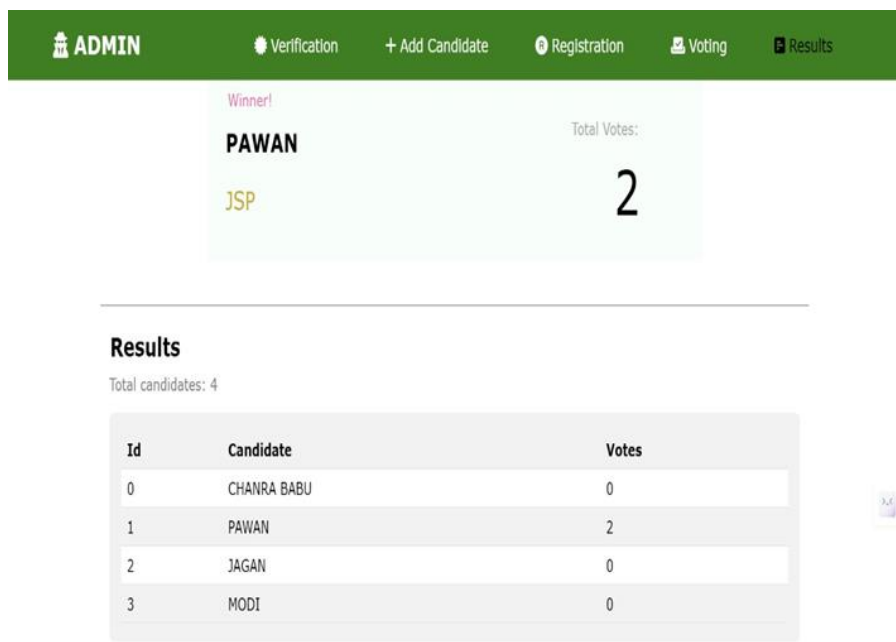 ADMIN Verification + Add Candidate R Registration Voting Results
Winner!
PAWAN
Total Votes:
JSP
2
Results
Total candidates: 4
Id Candidate Votes
0 CHANRA BABU 0
1 PAWAN 2
2 JAGAN 0
3 MODI 0